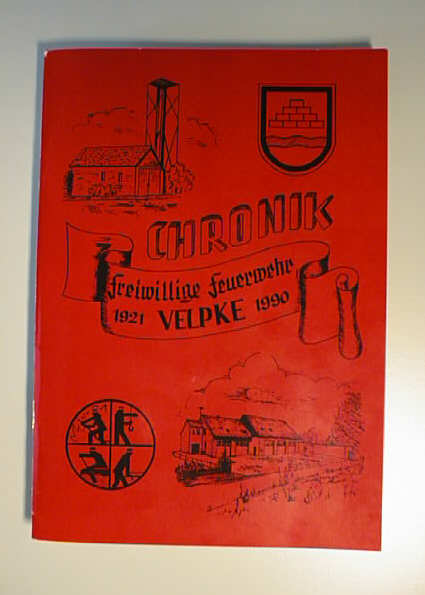 CHRONIK
Freiwillige Feuerwehr
1921 VELPKE 1990